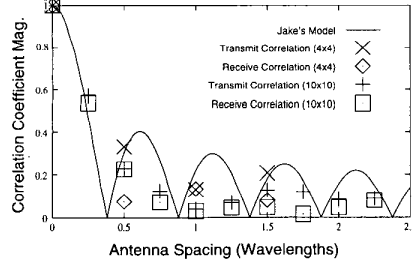 Correlation Coefficient Mag.
1
0.8
0.6
0.4
0.2
0
Jake's Model
Transmit Correlation (4x4)
Receive Correlation (4x4)
Transmit Correlation (10x10)
Receive Correlation (10x10)
0 0.5 1 1.5 2 2.
Antenna Spacing (Wavelengths)